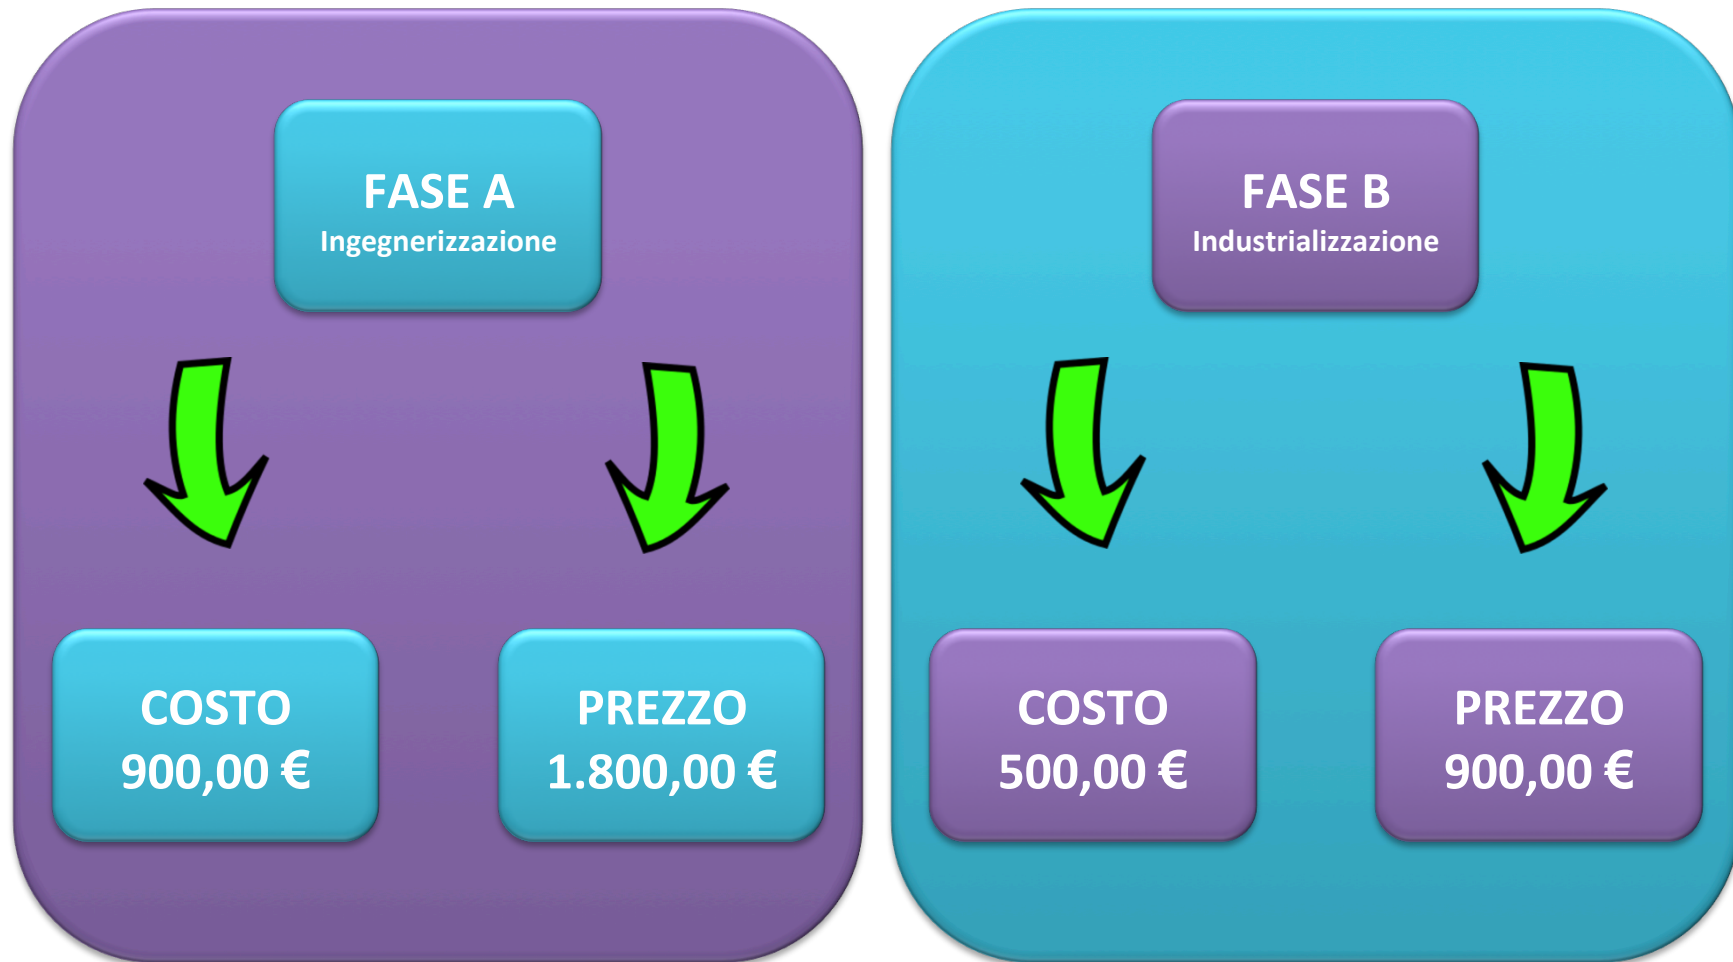 FASE A
Ingegnerizzazione
COSTO
900,00 €
PREZZO
1.800,00 €
FASE B
Industrializzazione
COSTO
500,00 €
PREZZO
900,00 €